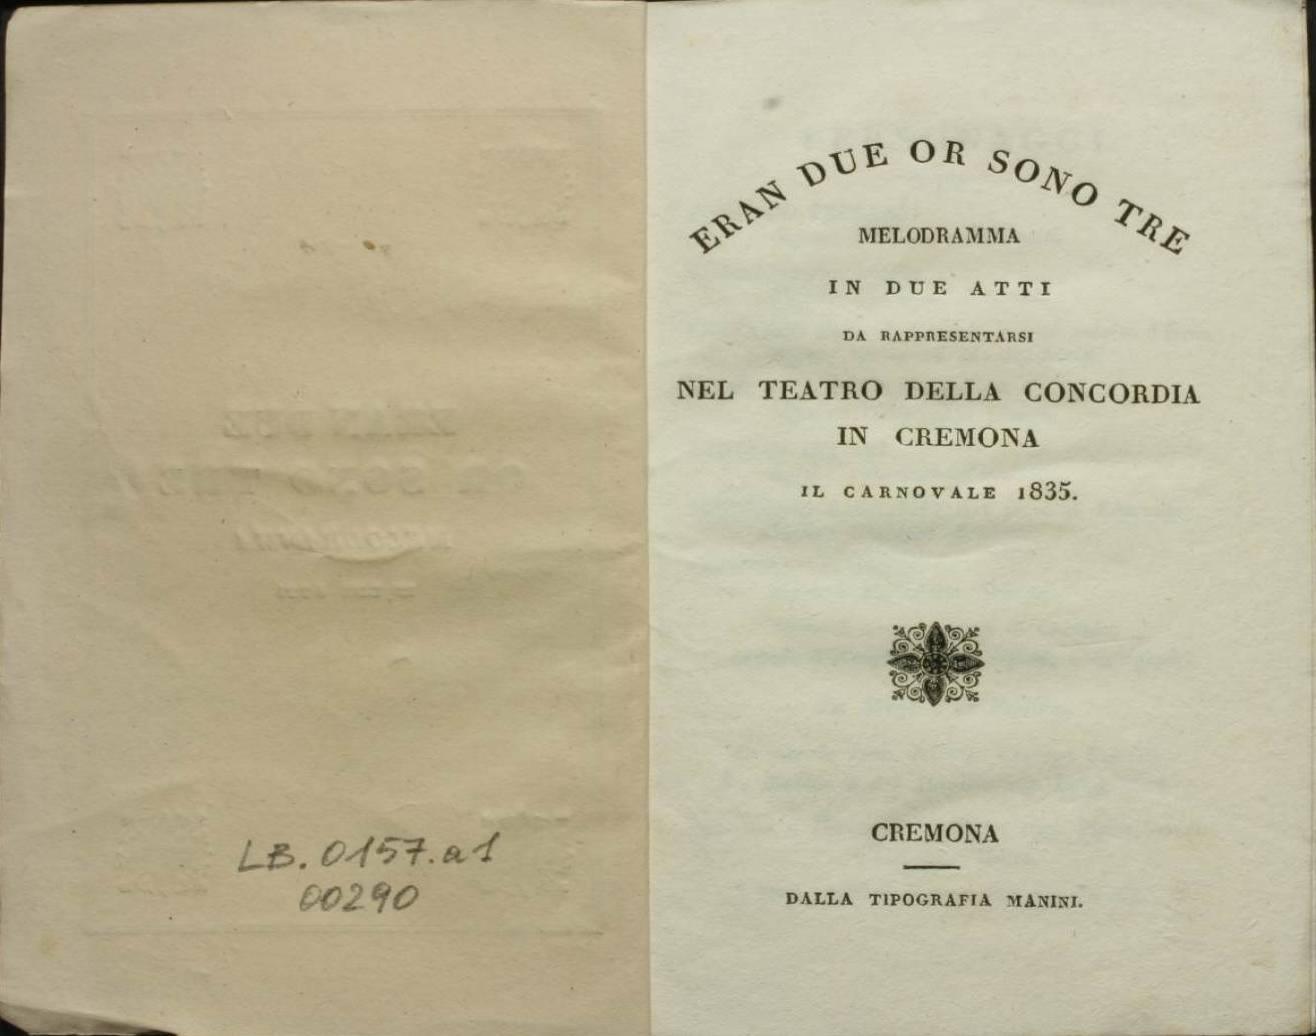 LB. 0157. a1
00290
ERAN DUE OR SONO TRE
MELODRAMMA
IN DUE ATTI
DA RAPPRESENTARSI
NEL TEATRO DELLA CONCORDIA
IN CREMONA
IL CARNOVALE 1835.
CREMONA
DALLA TIPOGRAFIA MANINI.